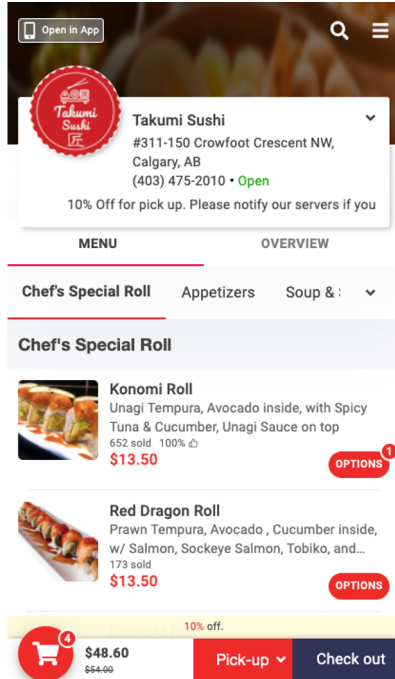 Open in App
Takumi
Sushi
匠
Takumi Sushi
#311-150 Crowfoot Crescent NW,
Calgary, AB
(403) 475-2010 • Open
10% Off for pick up. Please notify our servers if you
MENU
OVERVIEW
Chef's Special Roll
Appetizers
Soup & S
Chef's Special Roll
Konomi Roll
Unagi Tempura, Avocado inside, with Spicy
Tuna & Cucumber, Unagi Sauce on top
652 sold 100%
$13.50
OPTIONS
1
Red Dragon Roll
Prawn Tempura, Avocado , Cucumber inside,
w/ Salmon, Sockeye Salmon, Tobiko, and...
173 sold
$13.50
OPTIONS
10% off.
4
$48.60
$54.00
Pick-up
Check out